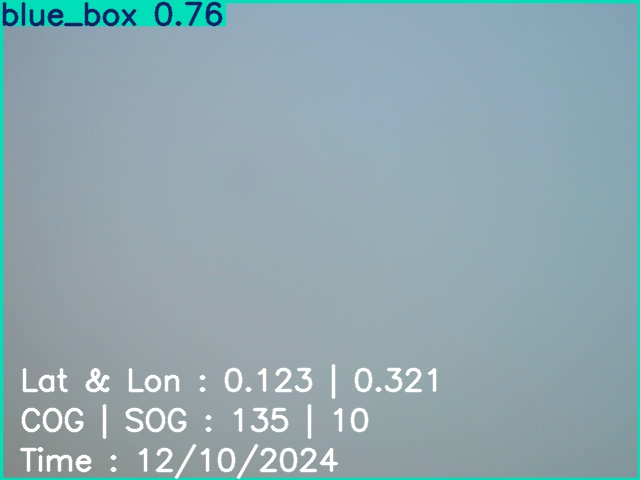 blue_box 0.76
Lat & Lon : 0.123 | 0.321
COG | SOG : 135 | 10
Time : 12/10/2024